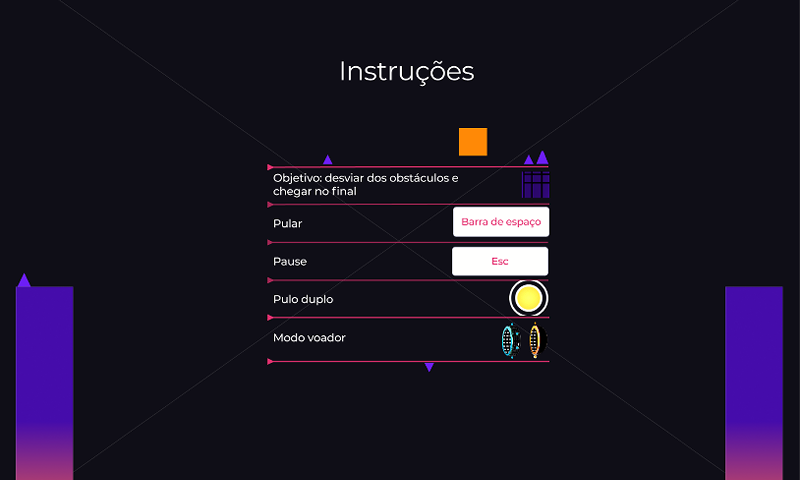 Instruções
Objetivo: desviar dos obstáculos e
chegar no final
Pular
Barra de espaço
Pause
Esc
Pulo duplo
Modo voador